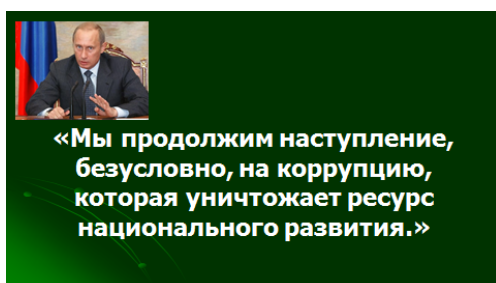 «Мы продолжим наступление,
безусловно, на коррупцию,
которая уничтожает ресурс
национального развития.»